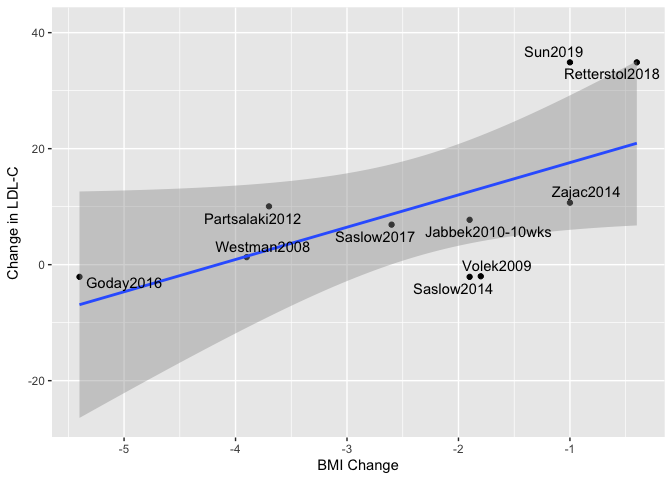 40
20
0
-20
Change in LDL-C
Sun2019
Retterstol2018
Zajac2014
Partsalaki2012
Jabbek2010-10wks
Saslow2017
Westman2008
Volek2009
Goday2016
Saslow2014
-5
-4
-3
-2
-1
BMI Change